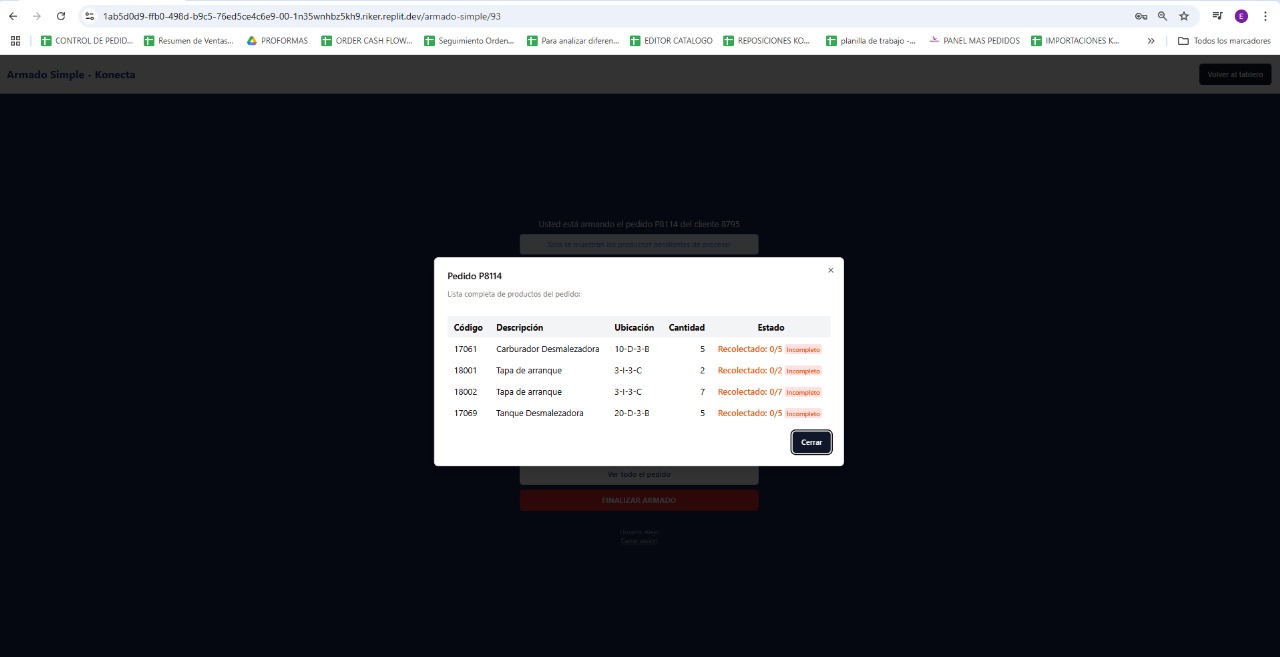 1ab5d0d9-ffb0-498d-b9c5-76ed5ce4c6e9-00-1n35wnhbz5kh9.riker.replit.dev/armado-simple/93
E
CONTROL DE PEDID... Resumen de Ventas... PROFORMAS ORDER CASH FLOW... Seguimiento Orden... Para analizar diferen... EDITOR CATALOGO REPOSICIONES KO... planilla de trabajo -... PANEL MAS PEDIDOS IMPORTACIONES K... » Todos los marcadores
Armado Simple - Konecta
Volver al tablero
Usted está armando el pedido P8114 del cliente 8795
Solo se muestran los productos pendientes de proceso
Pedido P8114
×
Lista completa de productos del pedido:
Código Descripción Ubicación Cantidad Estado
17061 Carburador Desmalezadora 10-D-3-B 5 Recolectado: 0/5 Incompleto
18001 Tapa de arranque 3-I-3-C 2 Recolectado: 0/2 Incompleto
18002 Tapa de arranque 3-I-3-C 7 Recolectado: 0/7 Incompleto
17069 Tanque Desmalezadora 20-D-3-B 5 Recolectado: 0/5 Incompleto
Cerrar
Ver todo el pedido
FINALIZAR ARMADO
Cerrar sesión